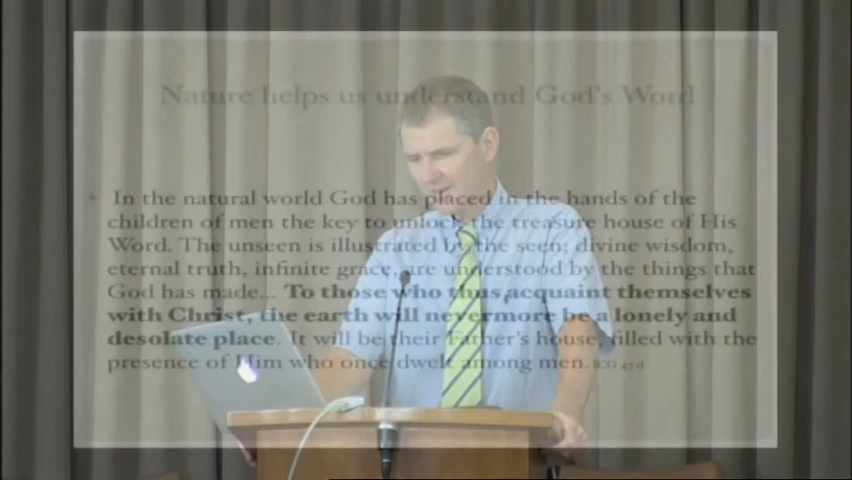 Nature helps us understand God's Word
In the natural world God has placed in the hands of the
children of men the key to unlock the treasure house of His
Word. The unseen is illustrated by the seen; divine wisdom,
eternal truth, infinite grace, are understood by the things that
God has made... To those who thus acquaint themselves
with Christ, the earth will nevermore be a lonely and
desolate place. It will be their Father's house, filled with the
presence of Him who once dwelt among men.